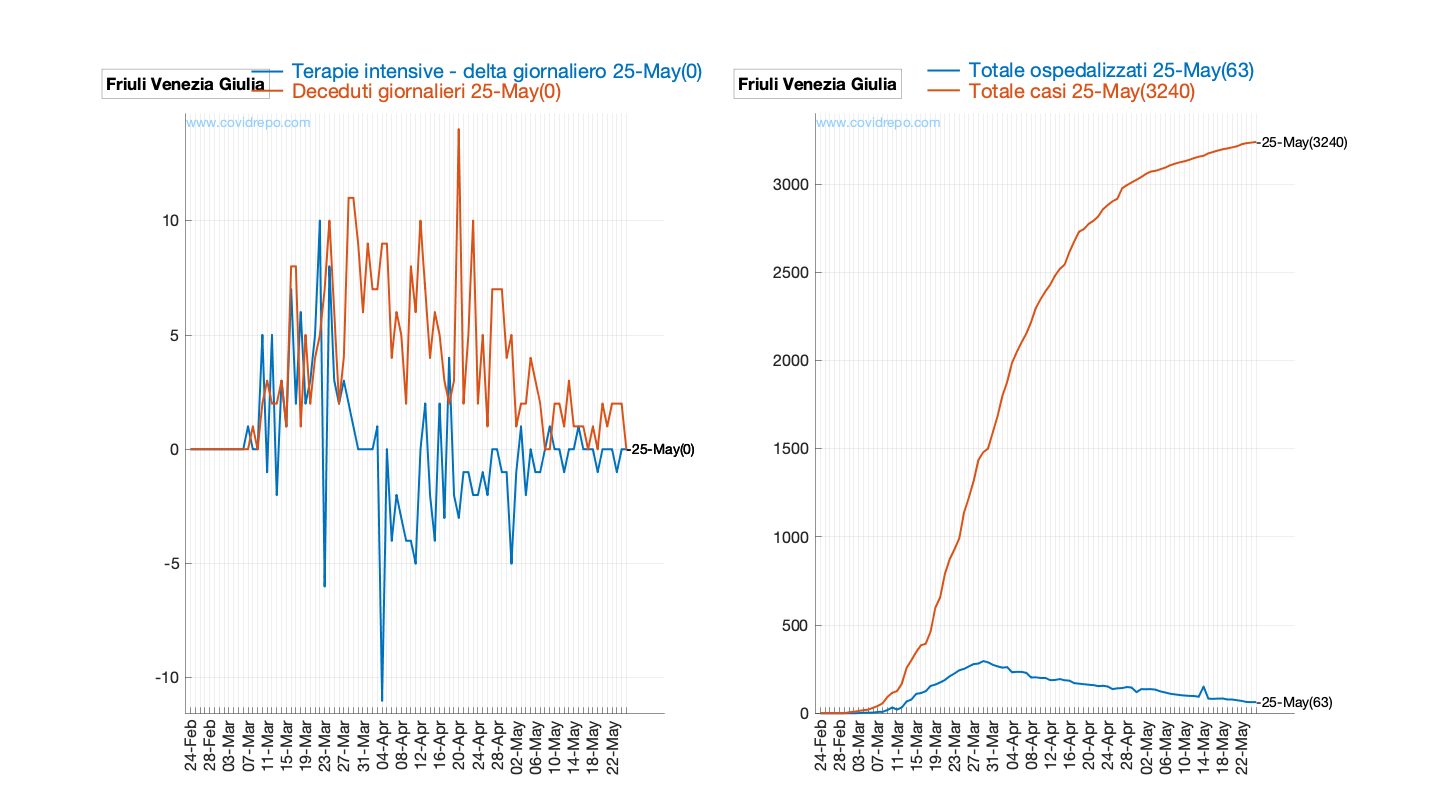 Friuli Venezia Giulia
Terapie intensive - delta giornaliero 25-May(0)
Deceduti giornalieri 25-May(0)
www.covidrepo.com
10
5
0
-5
-10
-25-May(0)
24-Feb
28-Feb
03-Mar
07-Mar
11-Mar
15-Mar
19-Mar
23-Mar
27-Mar
31-Mar
04-Apr
08-Apr
12-Apr
16-Apr
20-Apr
24-Apr
28-Apr
02-May
06-May
10-May
14-May
18-May
22-May
Friuli Venezia Giulia
Totale ospedalizzati 25-May(63)
Totale casi 25-May(3240)
www.covidrepo.com
3000
2500
2000
1500
1000
500
0
-25-May(3240)
-25-May(63)
24-Feb
28-Feb
03-Mar
07-Mar
11-Mar
15-Mar
19-Mar
23-Mar
27-Mar
31-Mar
04-Apr
08-Apr
12-Apr
16-Apr
20-Apr
24-Apr
28-Apr
02-May
06-May
10-May
14-May
18-May
22-May